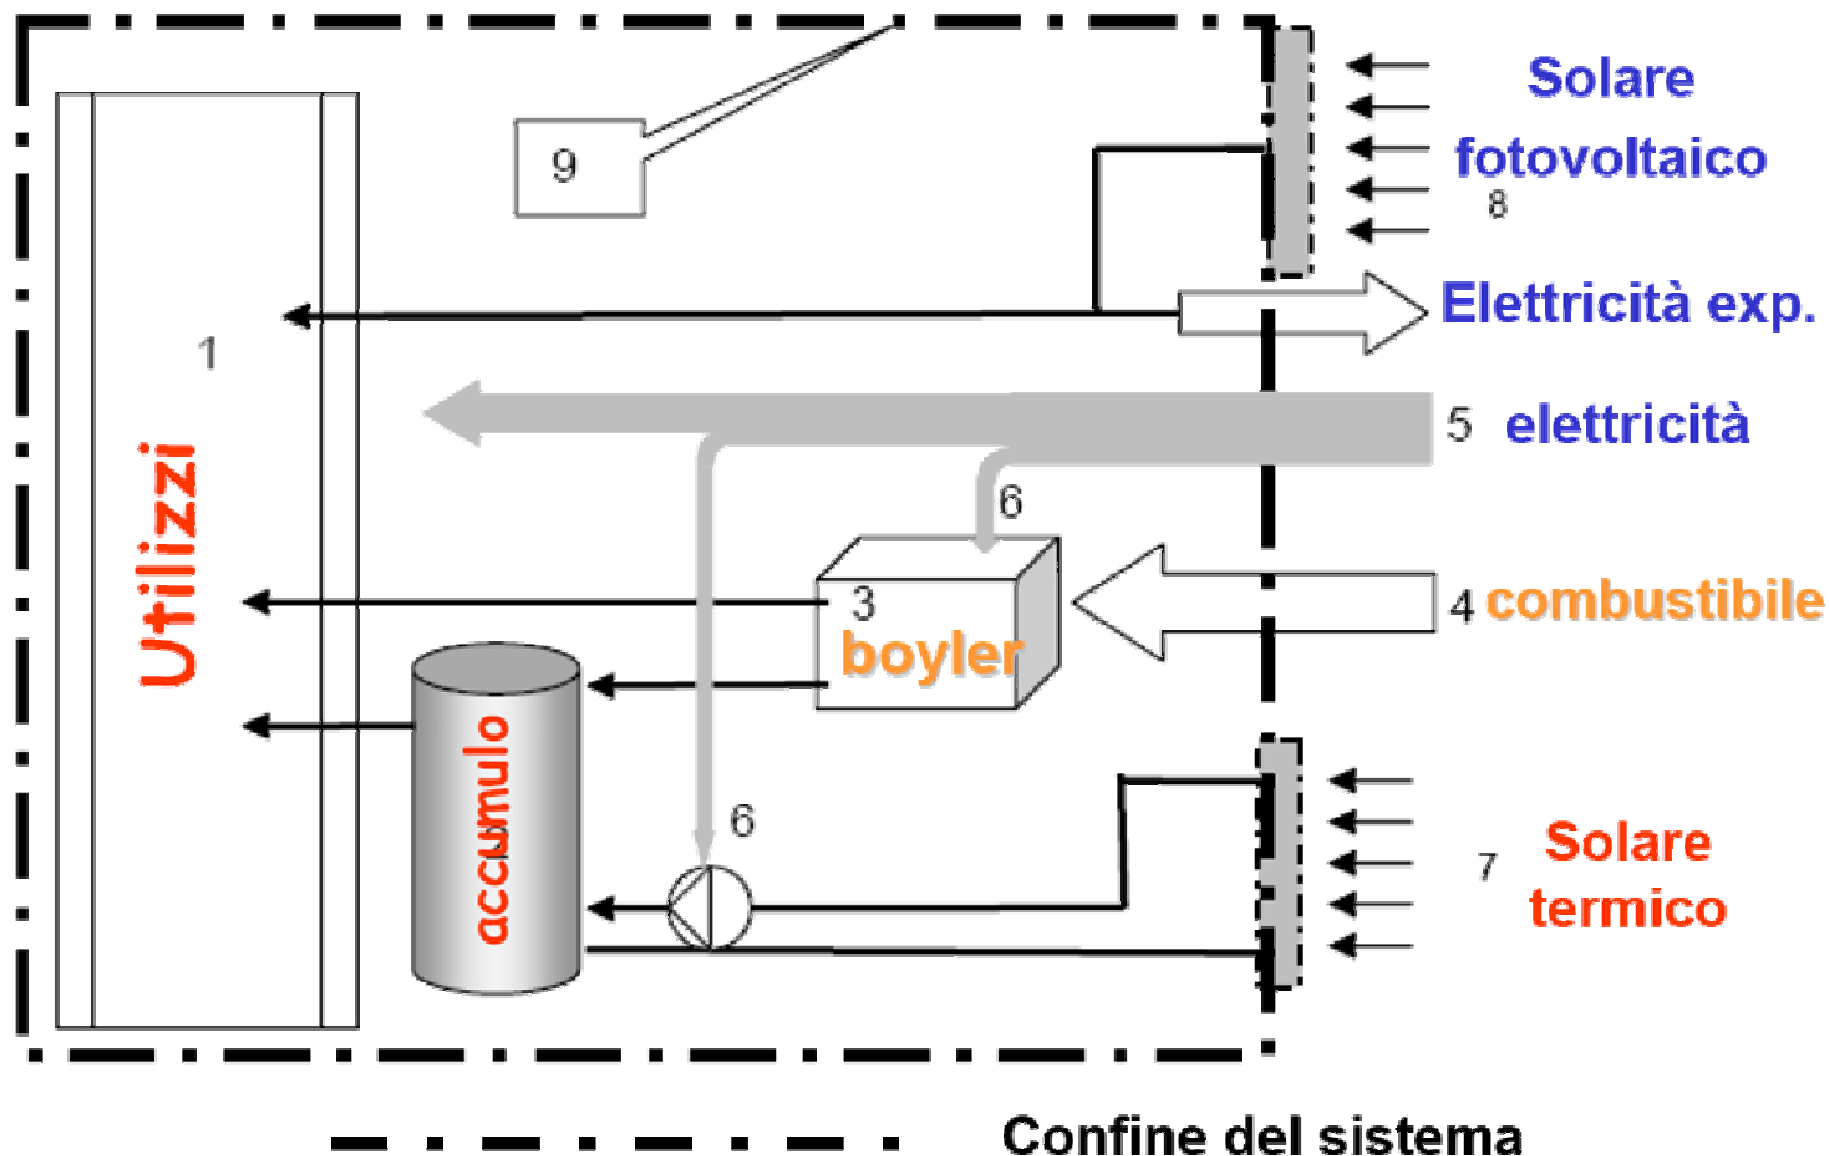 9
Solare
fotovoltaico
8
Elettricità exp.
1
5 elettricità
6
Utilizzi
3
boyler
4 combustibile
accumulo
6
7
Solare
termico
Confine del sistema